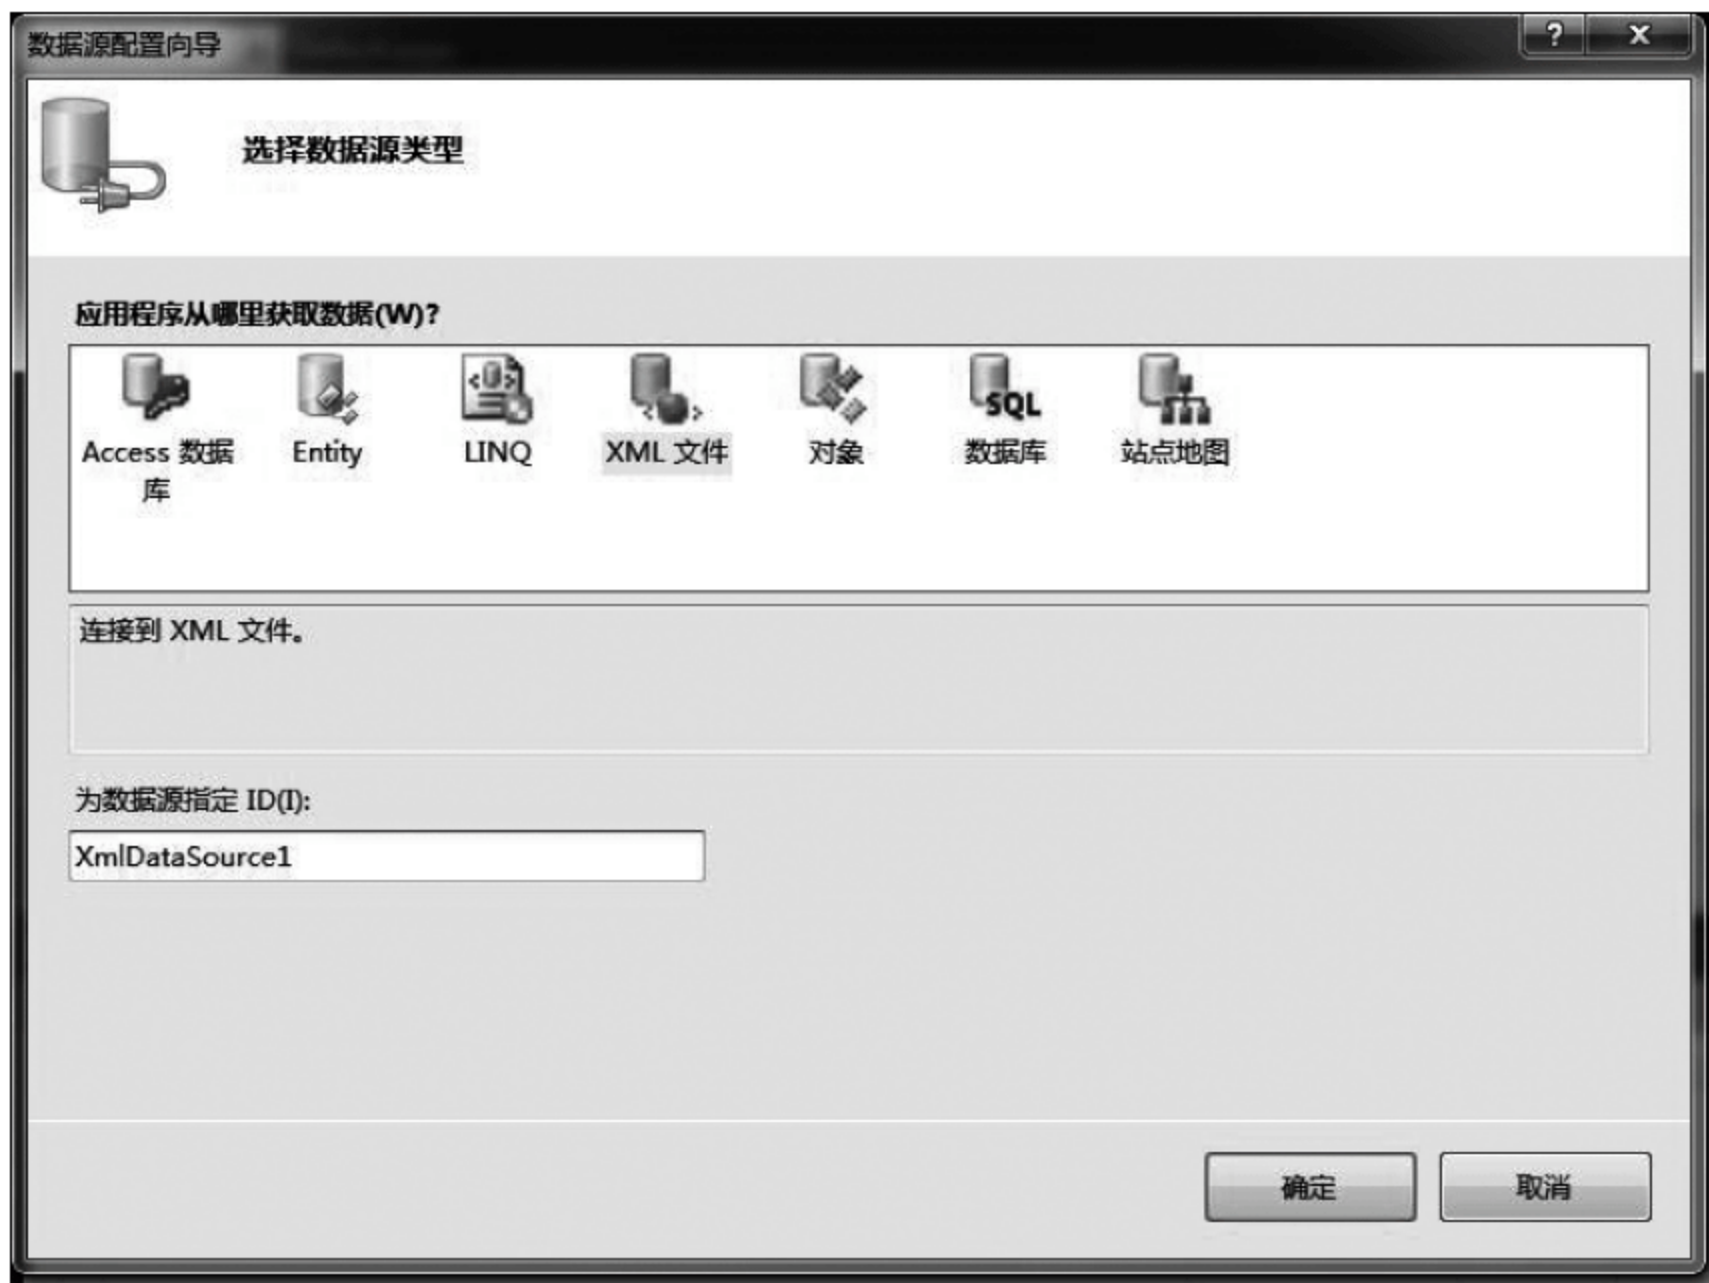 数据源配置向导
?
x
选择数据源类型
应用程序从哪里获取数据(W)?
Access 数据库
Entity
LINQ
XML 文件
对象
SQL
数据库
站点地图
连接到 XML 文件。
为数据源指定 ID(I):
XmlDataSource1
确定
取消